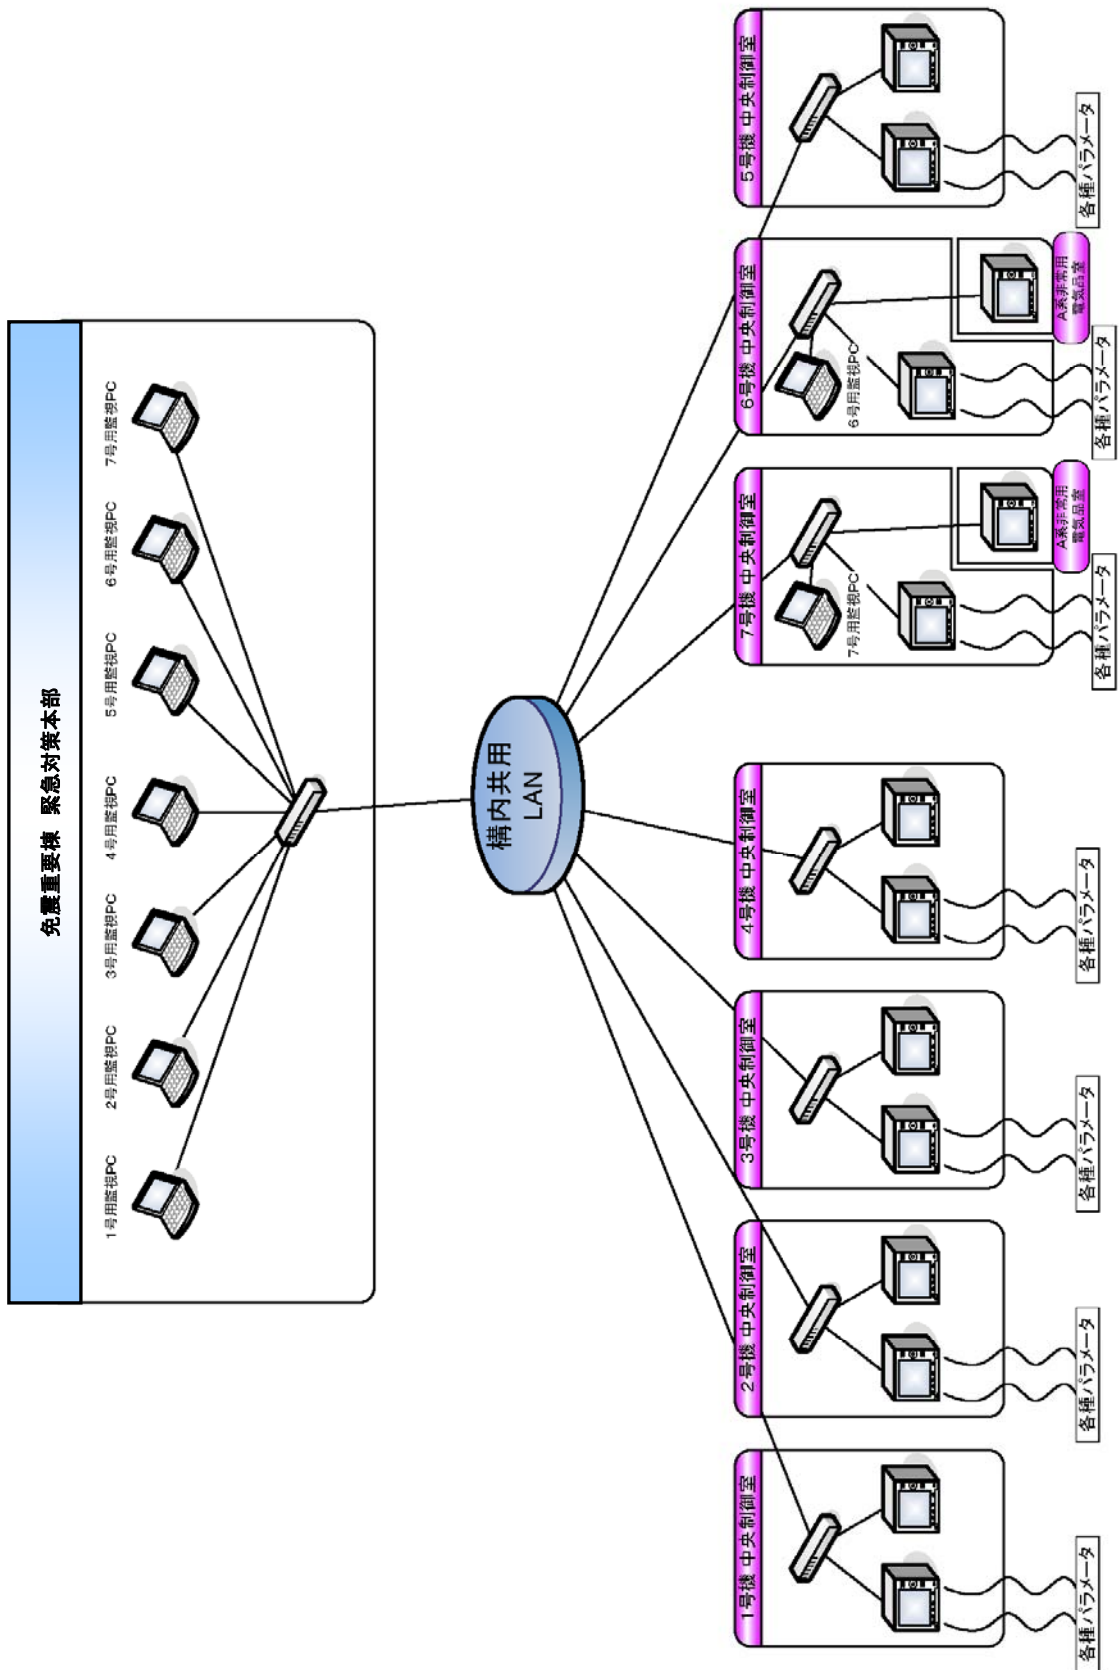 免震重要棟 緊急対策本部
1号用監視PC
2号用監視PC
3号用監視PC
4号用監視PC
5号用監視PC
6号用監視PC
7号用監視PC
構内共用
LAN
1号機 中央制御室
各種パラメータ
2号機 中央制御室
各種パラメータ
3号機 中央制御室
各種パラメータ
4号機 中央制御室
各種パラメータ
7号機 中央制御室
7号用監視PC
A系非常用
電気品室
各種パラメータ
6号機 中央制御室
6号用監視PC
A系非常用
電気品室
各種パラメータ
5号機 中央制御室
各種パラメータ